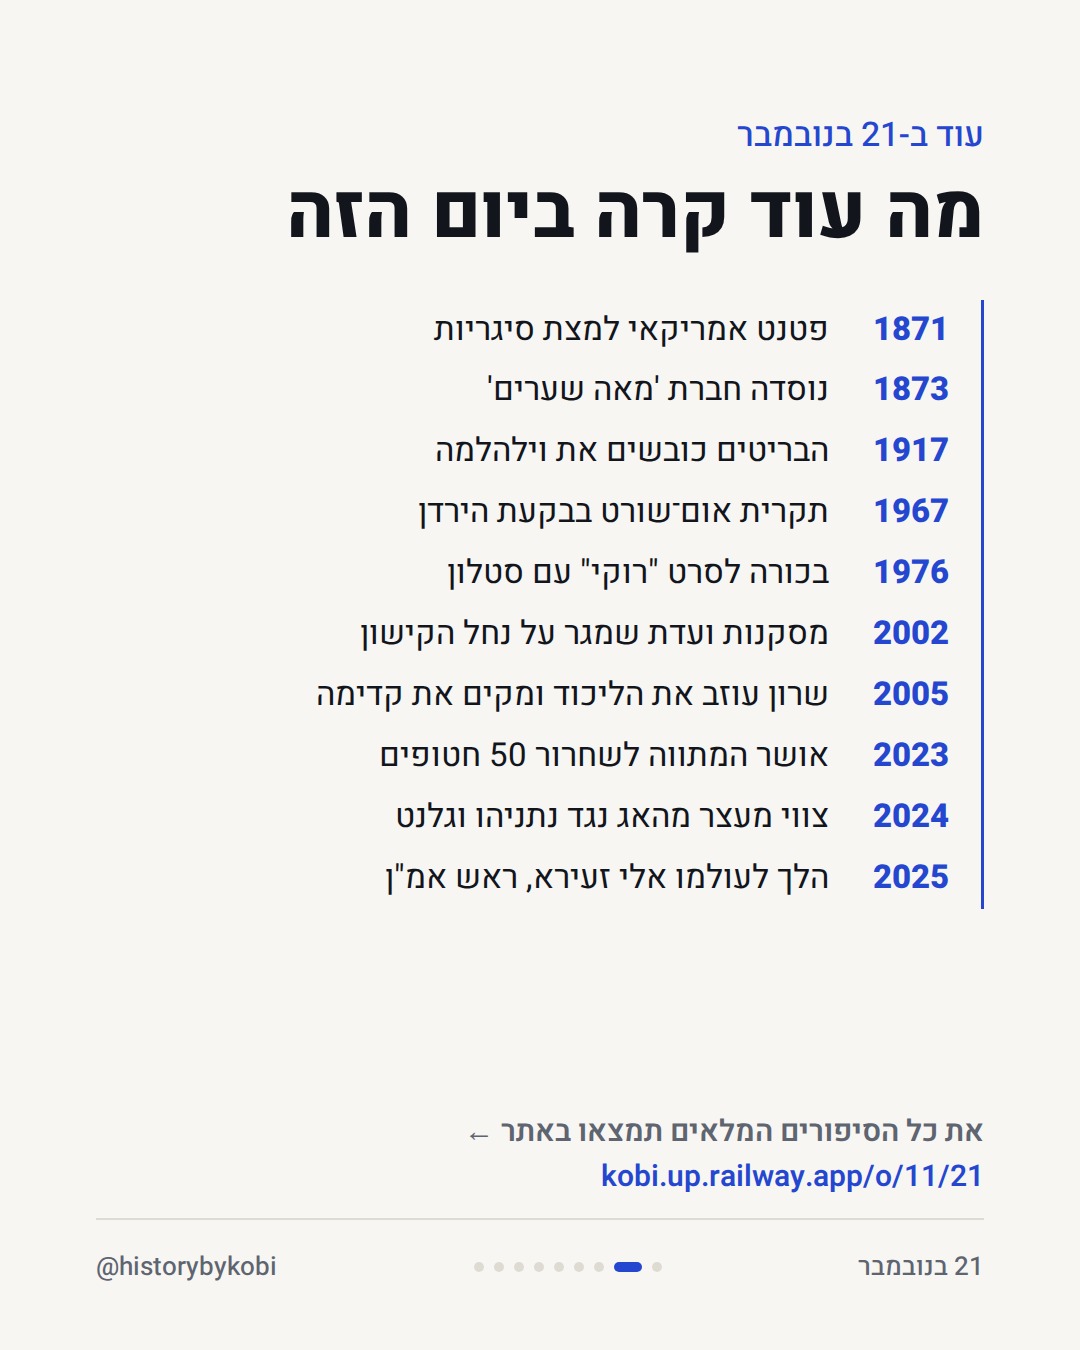 עוד ב-21 בנובמבר
מה עוד קרה ביום הזה
1871 פטנט אמריקאי למצת סיגריות
1873 נוסדה חברת 'מאה שערים'
1917 הבריטים כובשים את וילהלמה
1967 תקרית אום־שורט בבקעת הירדן
1976 בכורה לסרט "רוקי" עם סטלון
2002 מסקנות ועדת שמגר על נחל הקישון
2005 שרון עוזב את הליכוד ומקים את קדימה
2023 אושר המתווה לשחרור 50 חטופים
2024 צווי מעצר מהאג נגד נתניהו וגלנט
2025 הלך לעולמו אלי זעירא, ראש אמ"ן
את כל הסיפורים המלאים תמצאו באתר ←
kobi.up.railway.app/o/11/21
21 בנובמבר
@historybykobi